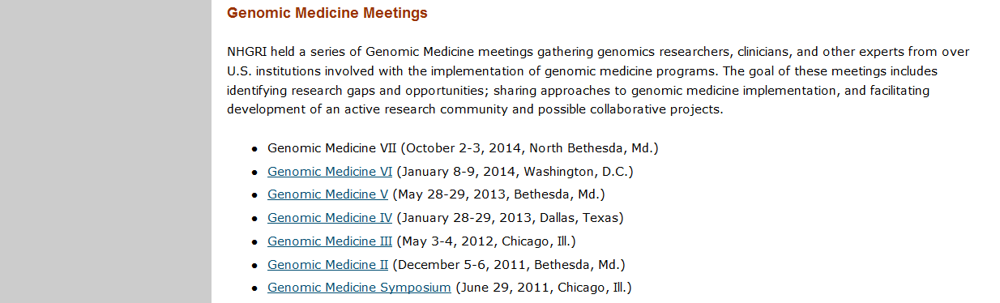 Genomic Medicine Meetings
NHGRI held a series of Genomic Medicine meetings gathering genomics researchers, clinicians, and other experts from over
U.S. institutions involved with the implementation of genomic medicine programs. The goal of these meetings includes
identifying research gaps and opportunities; sharing approaches to genomic medicine implementation, and facilitating
development of an active research community and possible collaborative projects.
• Genomic Medicine VII (October 2-3, 2014, North Bethesda, Md.)
• Genomic Medicine VI (January 8-9, 2014, Washington, D.C.)
• Genomic Medicine V (May 28-29, 2013, Bethesda, Md.)
• Genomic Medicine IV (January 28-29, 2013, Dallas, Texas)
• Genomic Medicine III (May 3-4, 2012, Chicago, Ill.)
• Genomic Medicine II (December 5-6, 2011, Bethesda, Md.)
• Genomic Medicine Symposium (June 29, 2011, Chicago, Ill.)